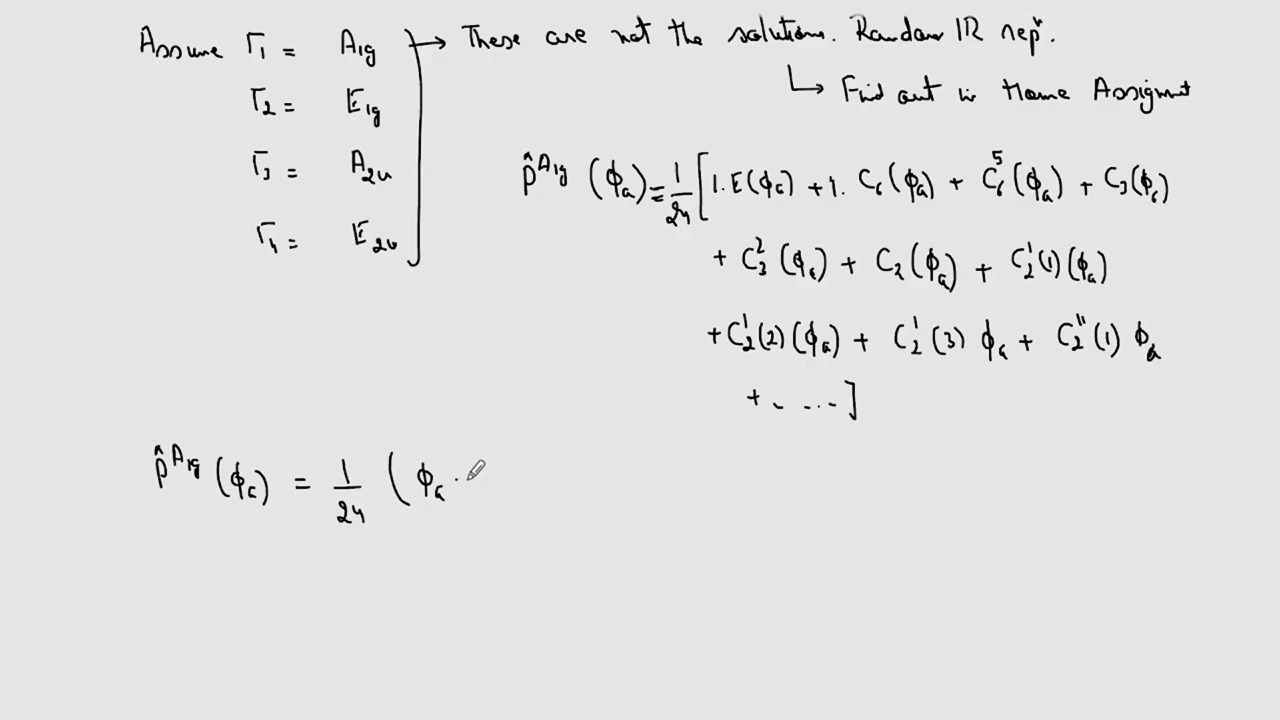 Assume Γ1 = A1g → These are not the solutions. Random IR repⁿ.
Γ2 = E1g ↳ Find out in Home Assigment
Γ3 = A2u
P̂^A1g (ϕa) = 1/24 [1.E(ϕa) + 1. C6(ϕa) + C6^5(ϕa) + C3(ϕa)
Γ4 = E2u
+ C3^2 (ϕa) + C2(ϕa) + C2'(1)(ϕa)
+ C2'(2)(ϕa) + C2'(3) ϕa + C2"(1) ϕa
+ - ...]
P̂^A1g (ϕa) = 1/24 (ϕa .